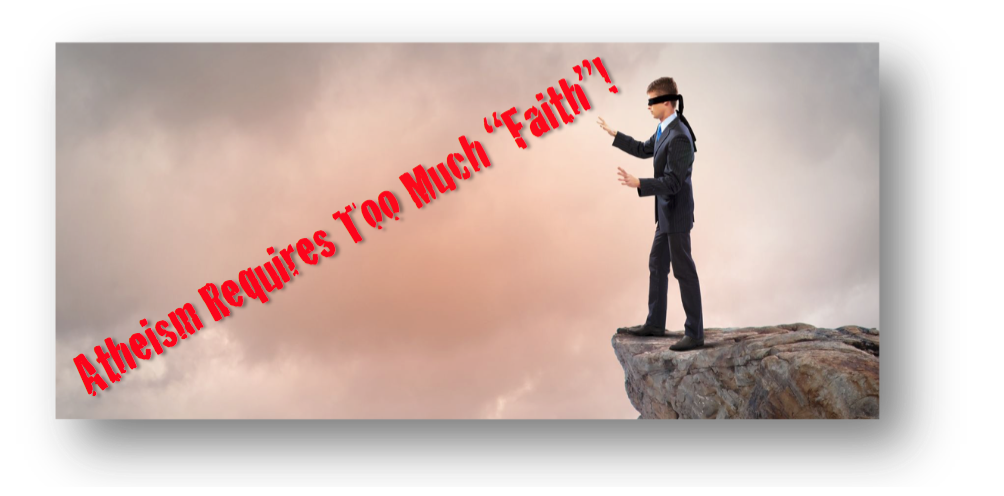 Atheism Requires Too Much “Faith”!